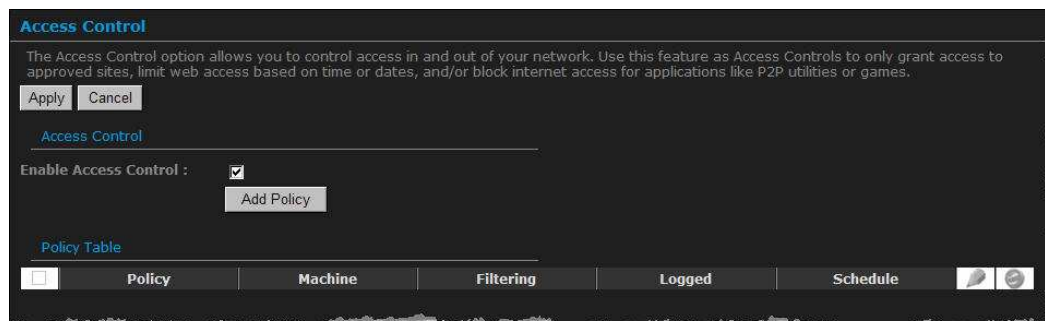 Access Control
The Access Control option allows you to control access in and out of your network. Use this feature as Access Controls to only grant access to
approved sites, limit web access based on time or dates, and/or block internet access for applications like P2P utilities or games.
Apply Cancel
Access Control
Enable Access Control :
Add Policy
Policy Table
Policy Machine Filtering Logged Schedule